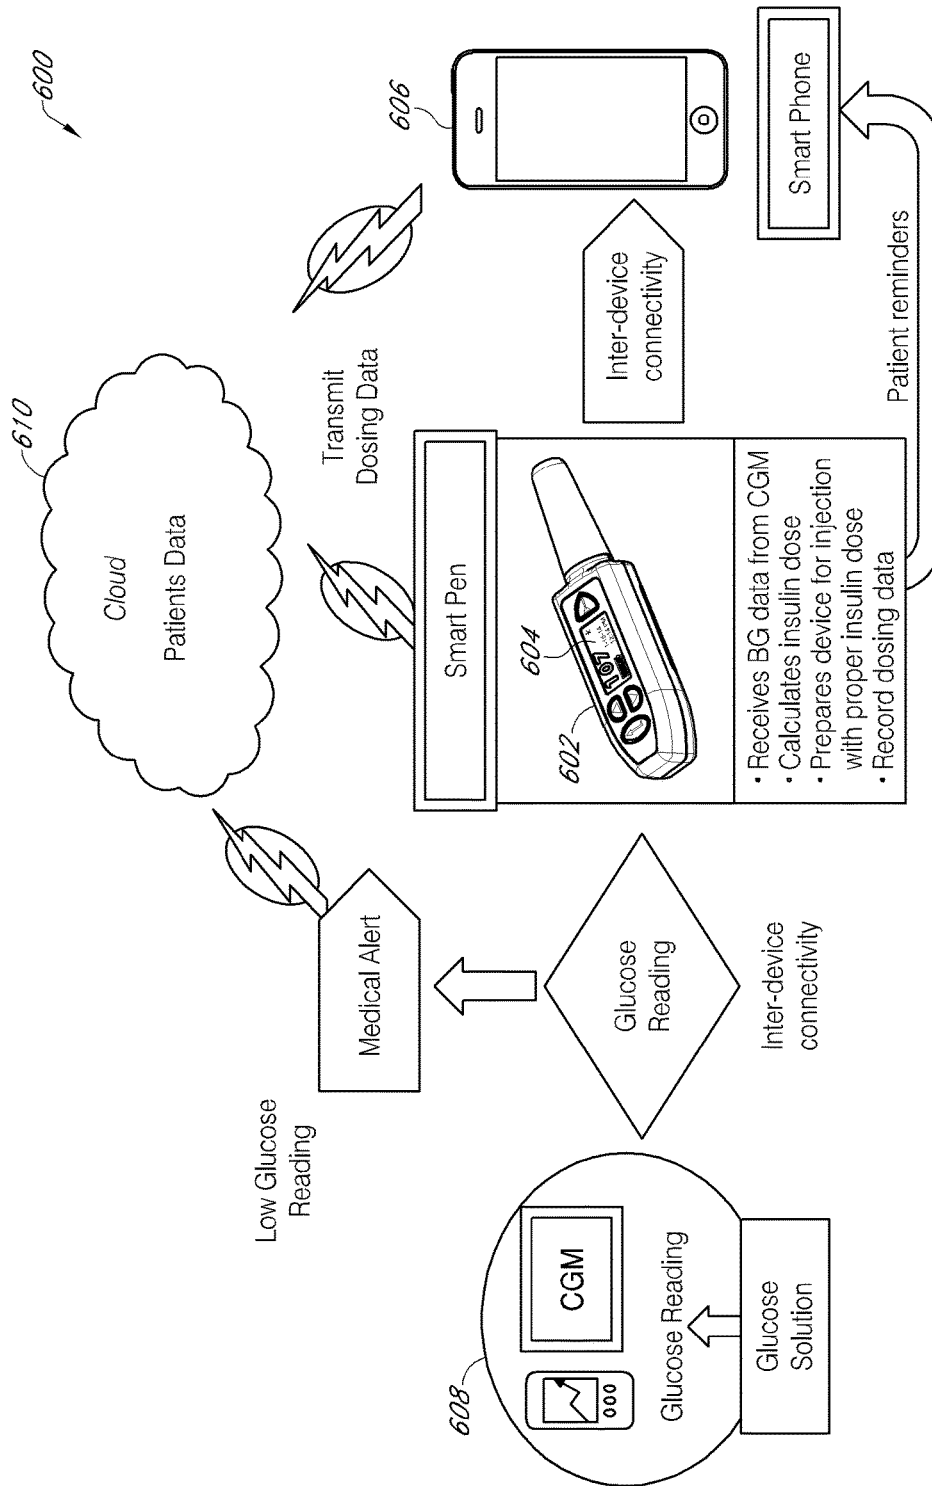 600
610
Cloud
Patients Data
Low Glucose
Reading
Medical Alert
Transmit
Dosing Data
606
608
CGM
Glucose Reading
Glucose
Solution
Glucose
Reading
Inter-device
connectivity
Smart Pen
602
604
107
• Receives BG data from CGM
• Calculates insulin dose
• Prepares device for injection
with proper insulin dose
• Record dosing data
Inter-device
connectivity
Smart Phone
Patient reminders